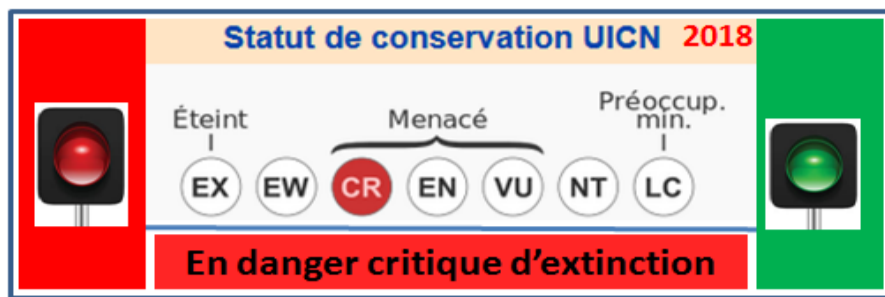 Statut de conservation UICN 2018
Préoccup.
Éteint Menacé min.
EX EW CR EN VU NT LC
En danger critique d'extinction